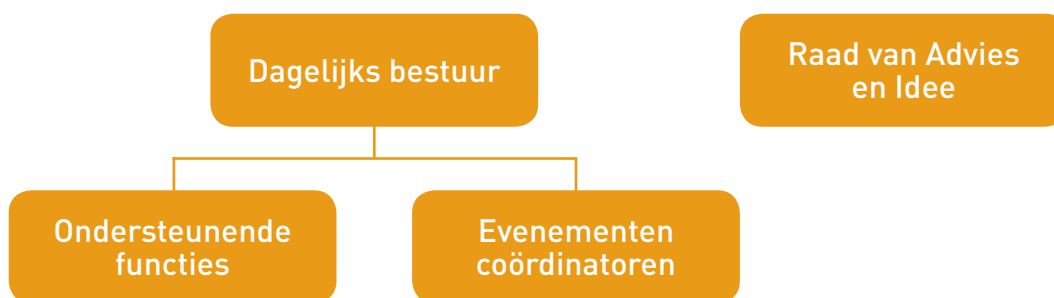 Dagelijks bestuur
Raad van Advies
en Idee
Ondersteunende
functies
Evenementen
coördinatoren